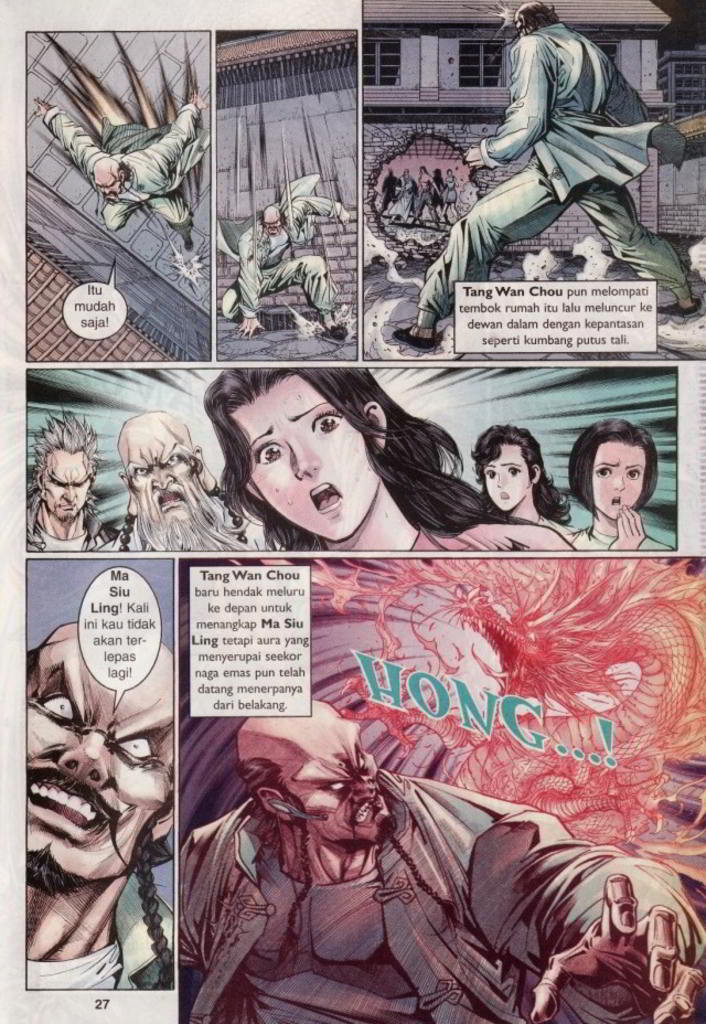 Itu
mudah
saja!
Tang Wan Chou pun melompati
tembok rumah itu lalu meluncur ke
dewan dalam dengan kepantasan
seperti kumbang putus tali.
Ma
Siu
Ling! Kali
ini kau tidak
akan ter-
lepas
lagi!
Tang Wan Chou
baru hendak meluru
ke depan untuk
menangkap Ma Siu
Ling tetapi aura yang
menyerupai seekor
naga emas pun telah
datang menerpanya
dari belakang.
HONG....!
27